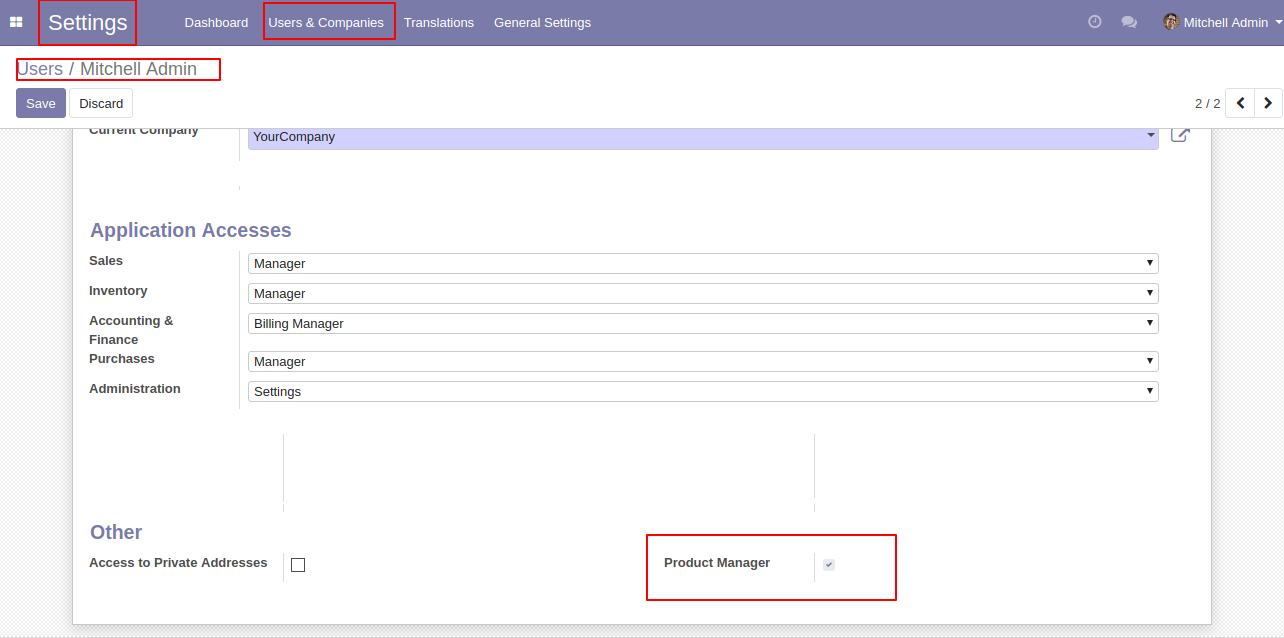 Settings Dashboard Users & Companies Translations General Settings Mitchell Admin
Users / Mitchell Admin
Save Discard 2 / 2
Current Company YourCompany
Application Accesses
Sales Manager
Inventory Manager
Accounting & Finance Billing Manager
Purchases Manager
Administration Settings
Other
Access to Private Addresses Product Manager